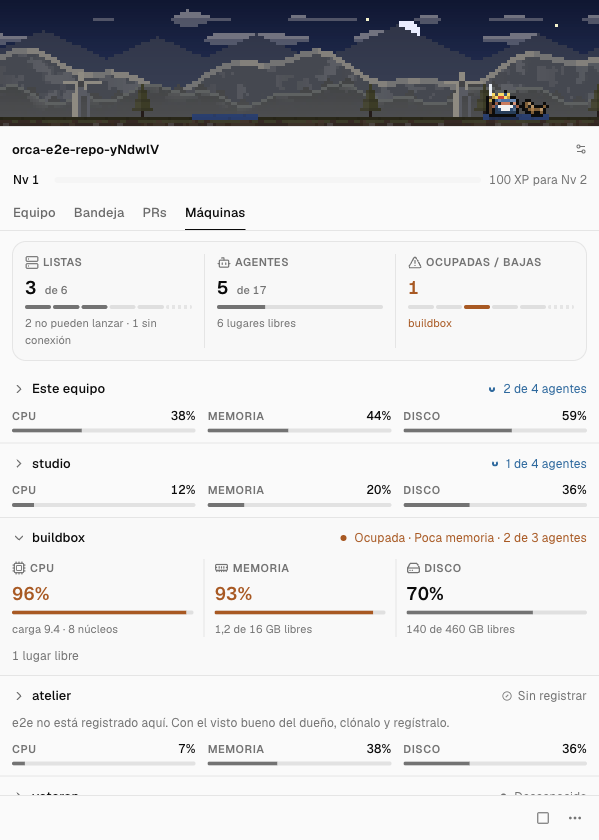 orca-e2e-repo-yNdwlV
Nv 1
100 XP para Nv 2
Equipo Bandeja PRs Máquinas
LISTAS
3 de 6
2 no pueden lanzar · 1 sin
conexión
AGENTES
5 de 17
6 lugares libres
OCUPADAS / BAJAS
1
buildbox
Este equipo
2 de 4 agentes
CPU 38%
MEMORIA 44%
DISCO 59%
studio
1 de 4 agentes
CPU 12%
MEMORIA 20%
DISCO 36%
buildbox
Ocupada · Poca memoria · 2 de 3 agentes
CPU
96%
carga 9.4 · 8 núcleos
MEMORIA
93%
1,2 de 16 GB libres
DISCO
70%
140 de 460 GB libres
1 lugar libre
atelier
Sin registrar
e2e no está registrado aquí. Con el visto bueno del dueño, clónalo y regístralo.
CPU 7%
MEMORIA 38%
DISCO 36%